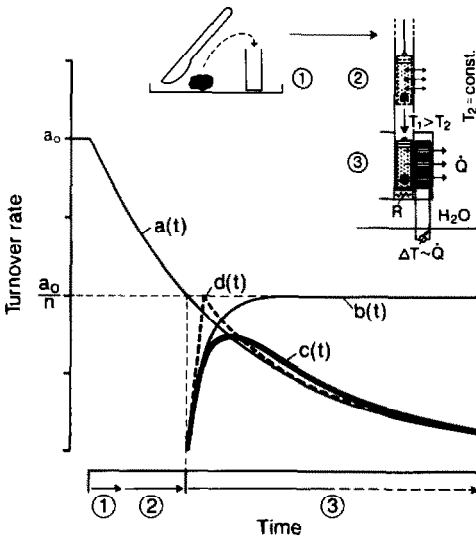 ①
②
T₂ = const.
T₁>T₂
③
Q̇
R
H₂O
ΔT~Q̇
Turnover rate
a₀
a(t)
a₀/n
d(t)
b(t)
c(t)
① ② ③
Time